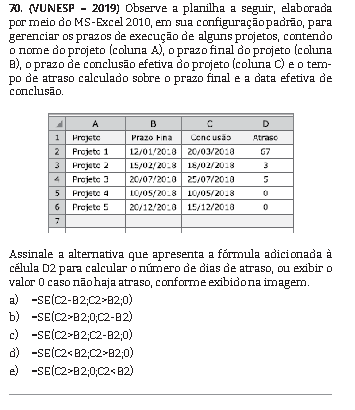 70. (VUNESP – 2019) Observe a planilha a seguir, elaborada
por meio do MS-Excel 2010, em sua configuração padrão, para
gerenciar os prazos de execução de alguns projetos, contendo
o nome do projeto (coluna A), o prazo final do projeto (coluna
B), o prazo de conclusão efetiva do projeto (coluna C) e o tem-
po de atraso calculado sobre o prazo final e a data efetiva de
conclusão.
A B C D
1 Projeto Prazo Final Conclusão Atraso
2 Projeto 1 12/01/2018 20/03/2018 67
3 Projeto 2 15/02/2018 18/02/2018 3
4 Projeto 3 20/07/2018 25/07/2018 5
5 Projeto 4 10/05/2018 10/05/2018 0
6 Projeto 5 20/12/2018 15/12/2018 0
7
Assinale a alternativa que apresenta a fórmula adicionada à
célula D2 para calcular o número de dias de atraso, ou exibir o
valor 0 caso não haja atraso, conforme exibido na imagem.
a) =SE(C2-B2;C2>B2;0)
b) =SE(C2>B2;0;C2-B2)
c) =SE(C2>B2;C2-B2;0)
d) =SE(C2<B2;C2>B2;0)
e) =SE(C2>B2;0;C2<B2)